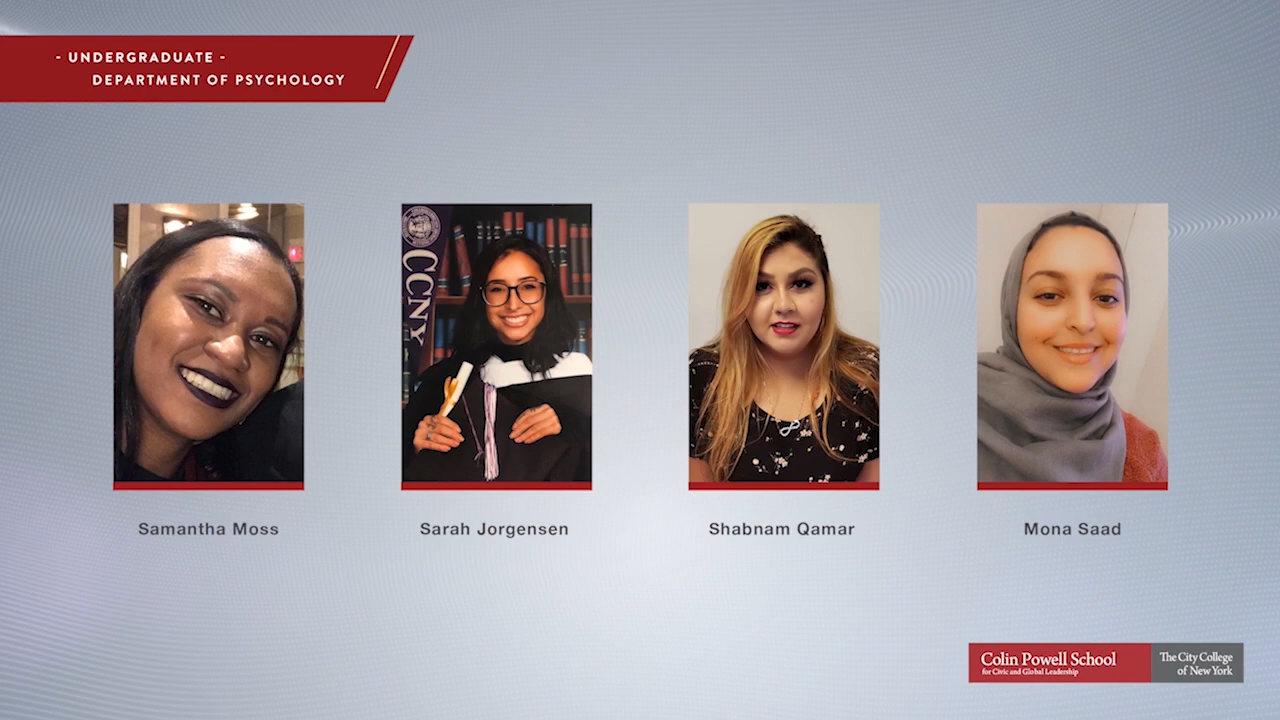 - UNDERGRADUATE -
DEPARTMENT OF PSYCHOLOGY
CCNY
Samantha Moss
Sarah Jorgensen
Shabnam Qamar
Mona Saad
Colin Powell School
for Civic and Global Leadership
The City College
of New York